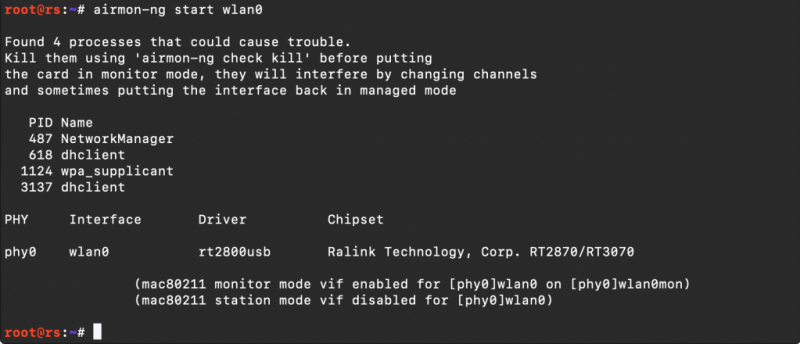 root@rs:~# airmon-ng start wlan0
Found 4 processes that could cause trouble.
Kill them using 'airmon-ng check kill' before putting
the card in monitor mode, they will interfere by changing channels
and sometimes putting the interface back in managed mode
PID Name
487 NetworkManager
618 dhclient
1124 wpa_supplicant
3137 dhclient
PHY Interface Driver Chipset
phy0 wlan0 rt2800usb Ralink Technology, Corp. RT2870/RT3070
(mac80211 monitor mode vif enabled for [phy0]wlan0 on [phy0]wlan0mon)
(mac80211 station mode vif disabled for [phy0]wlan0)
root@rs:~#